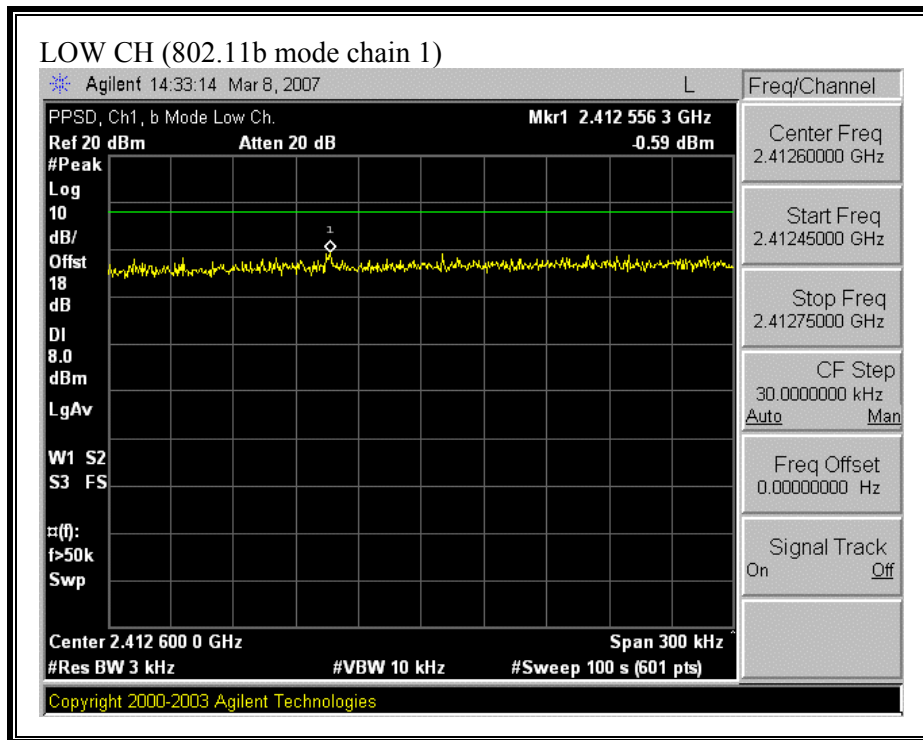 LOW CH (802.11b mode chain 1)
Agilent 14:33:14 Mar 8, 2007 L
PPSD, Ch1, b Mode Low Ch. Mkr1 2.412 556 3 GHz
Ref 20 dBm Atten 20 dB -0.59 dBm
#Peak
Log
10
dB/
Offst
18
dB
DI
8.0
dBm
LgAv
W1 S2
S3 FS
¤(f):
f>50k
Swp
1
Center 2.412 600 0 GHz Span 300 kHz
#Res BW 3 kHz #VBW 10 kHz #Sweep 100 s (601 pts)
Copyright 2000-2003 Agilent Technologies
Freq/Channel
Center Freq
2.41260000 GHz
Start Freq
2.41245000 GHz
Stop Freq
2.41275000 GHz
CF Step
30.0000000 kHz
Auto Man
Freq Offset
0.00000000 Hz
Signal Track
On Off